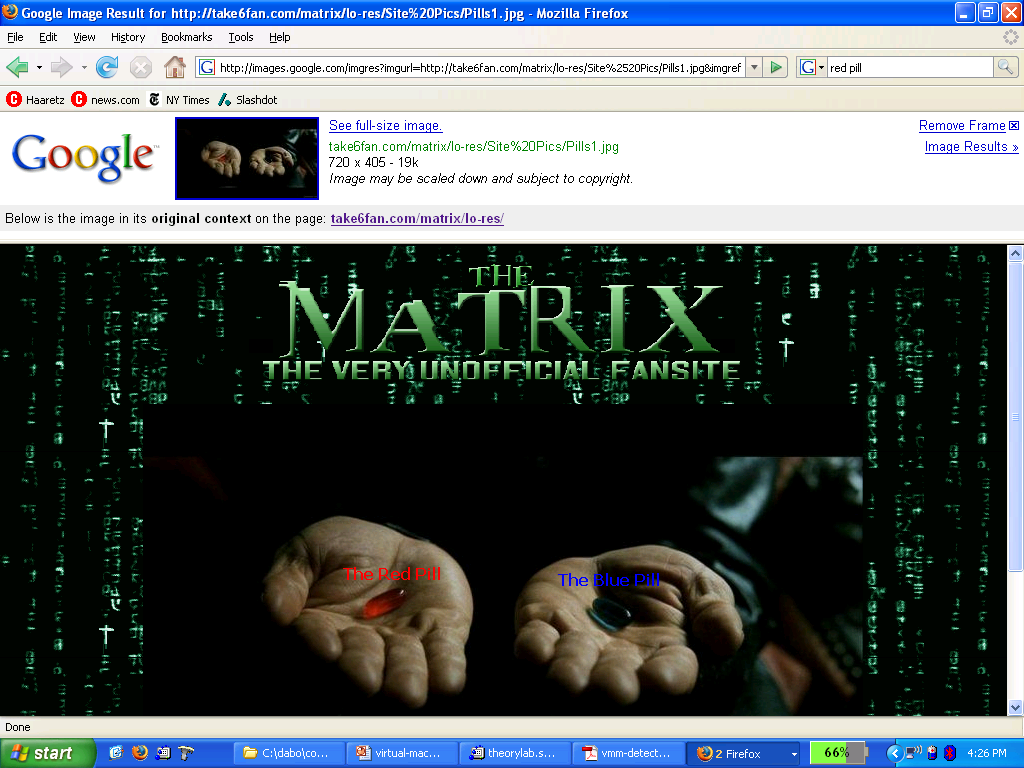 Google Image Result for http://take6fan.com/matrix/lo-res/Site%20Pics/Pills1.jpg - Mozilla Firefox
File Edit View History Bookmarks Tools Help
http://images.google.com/imgres?imgurl=http://take6fan.com/matrix/lo-res/Site%2520Pics/Pills1.jpg&imgref
red pill
Haaretz news.com NY Times Slashdot
Google™
See full-size image.
take6fan.com/matrix/lo-res/Site%20Pics/Pills1.jpg
720 x 405 - 19k
Image may be scaled down and subject to copyright.
Remove Frame
Image Results »
Below is the image in its original context on the page: take6fan.com/matrix/lo-res/
THE
MATRIX
THE VERY UNOFFICIAL FANSITE
The Red Pill
The Blue Pill
Done
start C:\dabo\co... virtual-mac... theorylab.s... vmm-detect... 2 Firefox 66% 4:26 PM